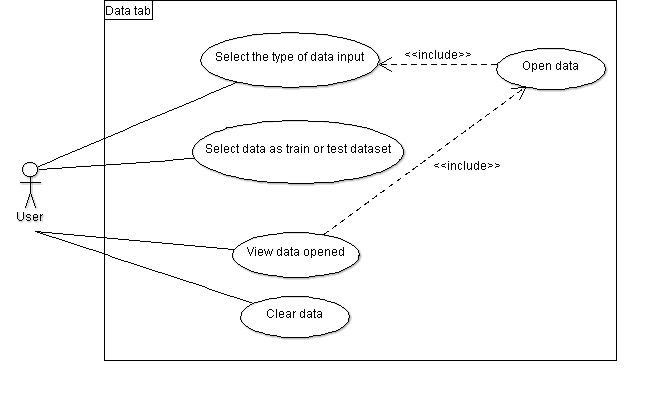 Data tab
Select the type of data input
<<include>>
Open data
Select data as train or test dataset
<<include>>
User
View data opened
Clear data